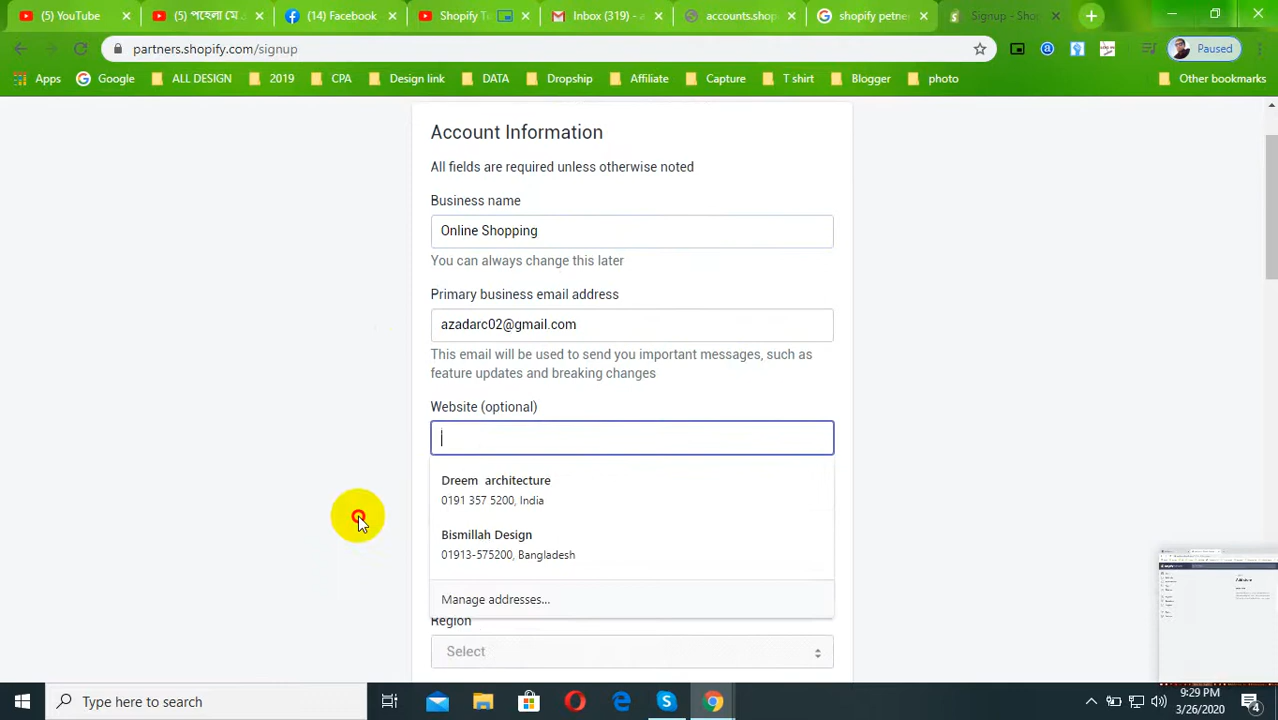 (5) YouTube
(5) পহেলা মে
(14) Facebook
Shopify Tu
Inbox (319) - a
accounts.shop
shopify petne
Signup - Shop
partners.shopify.com/signup
Paused
Apps
Google
ALL DESIGN
2019
CPA
Design link
DATA
Dropship
Affiliate
Capture
T shirt
Blogger
photo
Other bookmarks
Account Information
All fields are required unless otherwise noted
Business name
Online Shopping
You can always change this later
Primary business email address
azadarc02@gmail.com
This email will be used to send you important messages, such as
feature updates and breaking changes
Website (optional)
Dreem architecture
0191 357 5200, India
Bismillah Design
01913-575200, Bangladesh
Manage addresses...
Region
Select
Type here to search
9:29 PM
3/26/2020
4